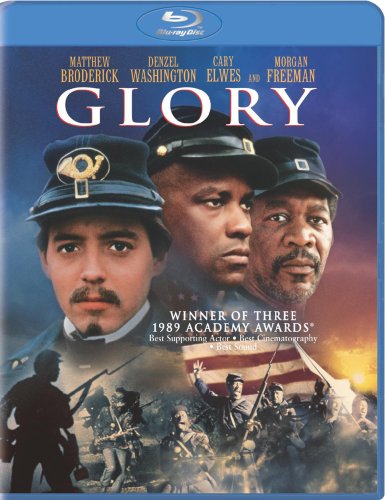 Blu-ray Disc
MATTHEW BRODERICK DENZEL WASHINGTON CARY ELWES AND MORGAN FREEMAN
GLORY
WINNER OF THREE
1989 ACADEMY AWARDS®
Best Supporting Actor • Best Cinematography
• Best Sound